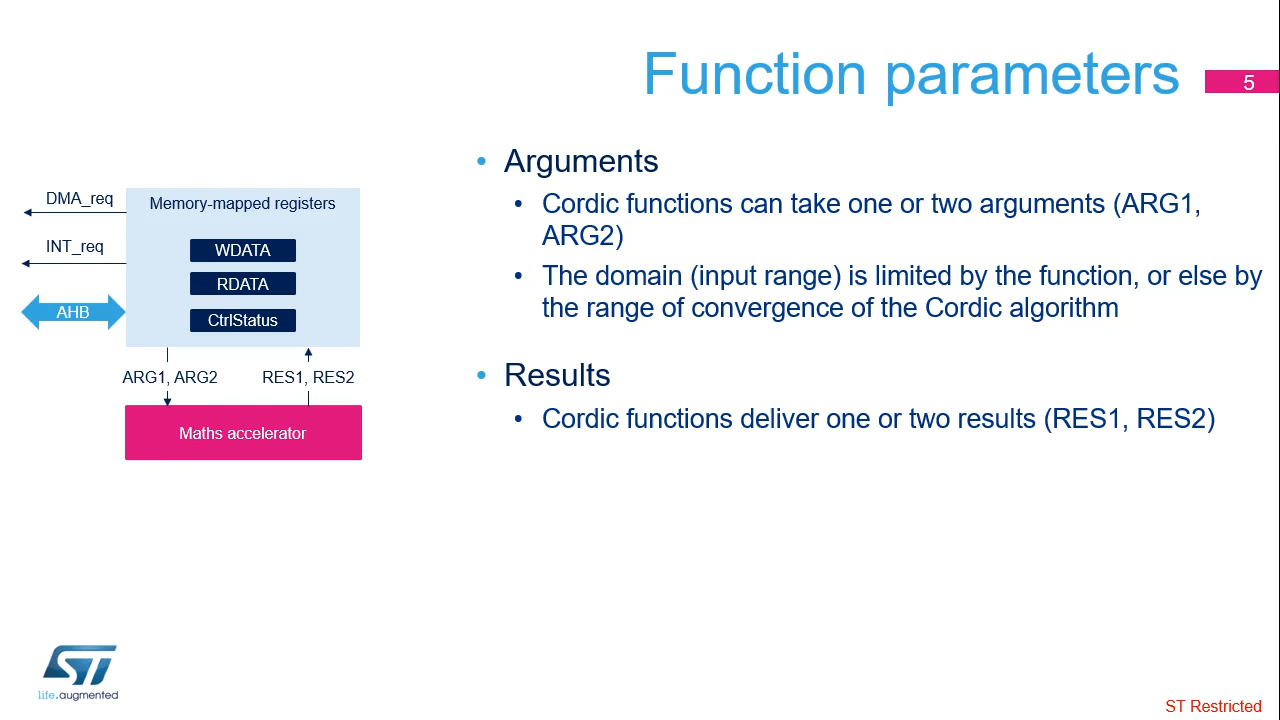 Function parameters
5
• Arguments
• Cordic functions can take one or two arguments (ARG1,
ARG2)
• The domain (input range) is limited by the function, or else by
the range of convergence of the Cordic algorithm
• Results
• Cordic functions deliver one or two results (RES1, RES2)
DMA_req
INT_req
AHB
Memory-mapped registers
WDATA
RDATA
CtrlStatus
ARG1, ARG2
RES1, RES2
Maths accelerator
ST
life.augmented
ST Restricted